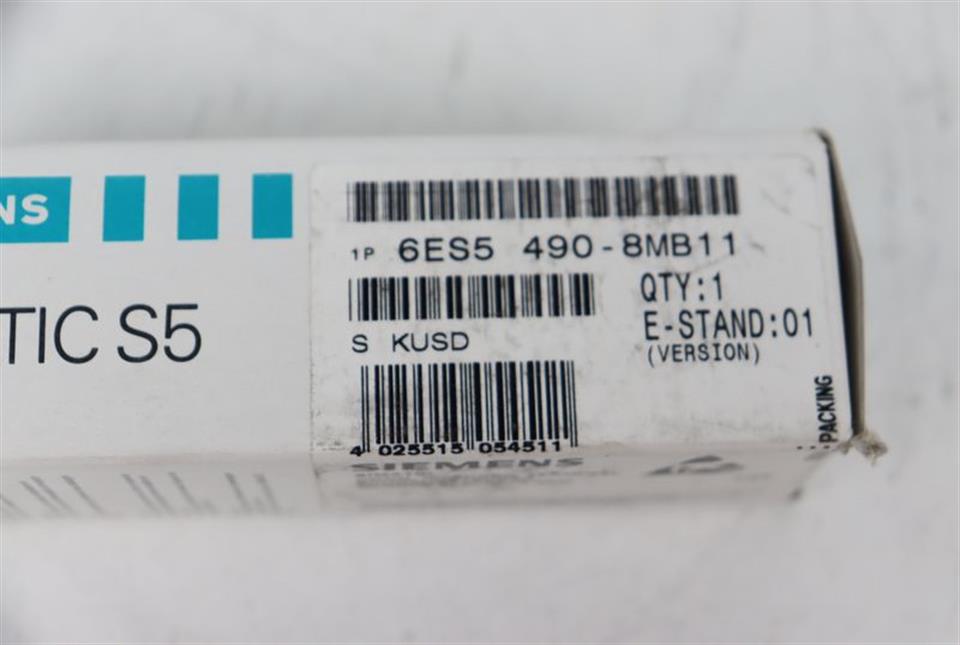 NS
TIC S5
1P 6ES5 490-8MB11
QTY:1
S KUSD
E-STAND:01
(VERSION)
PACKING
4 025515 054511
SIEMENS